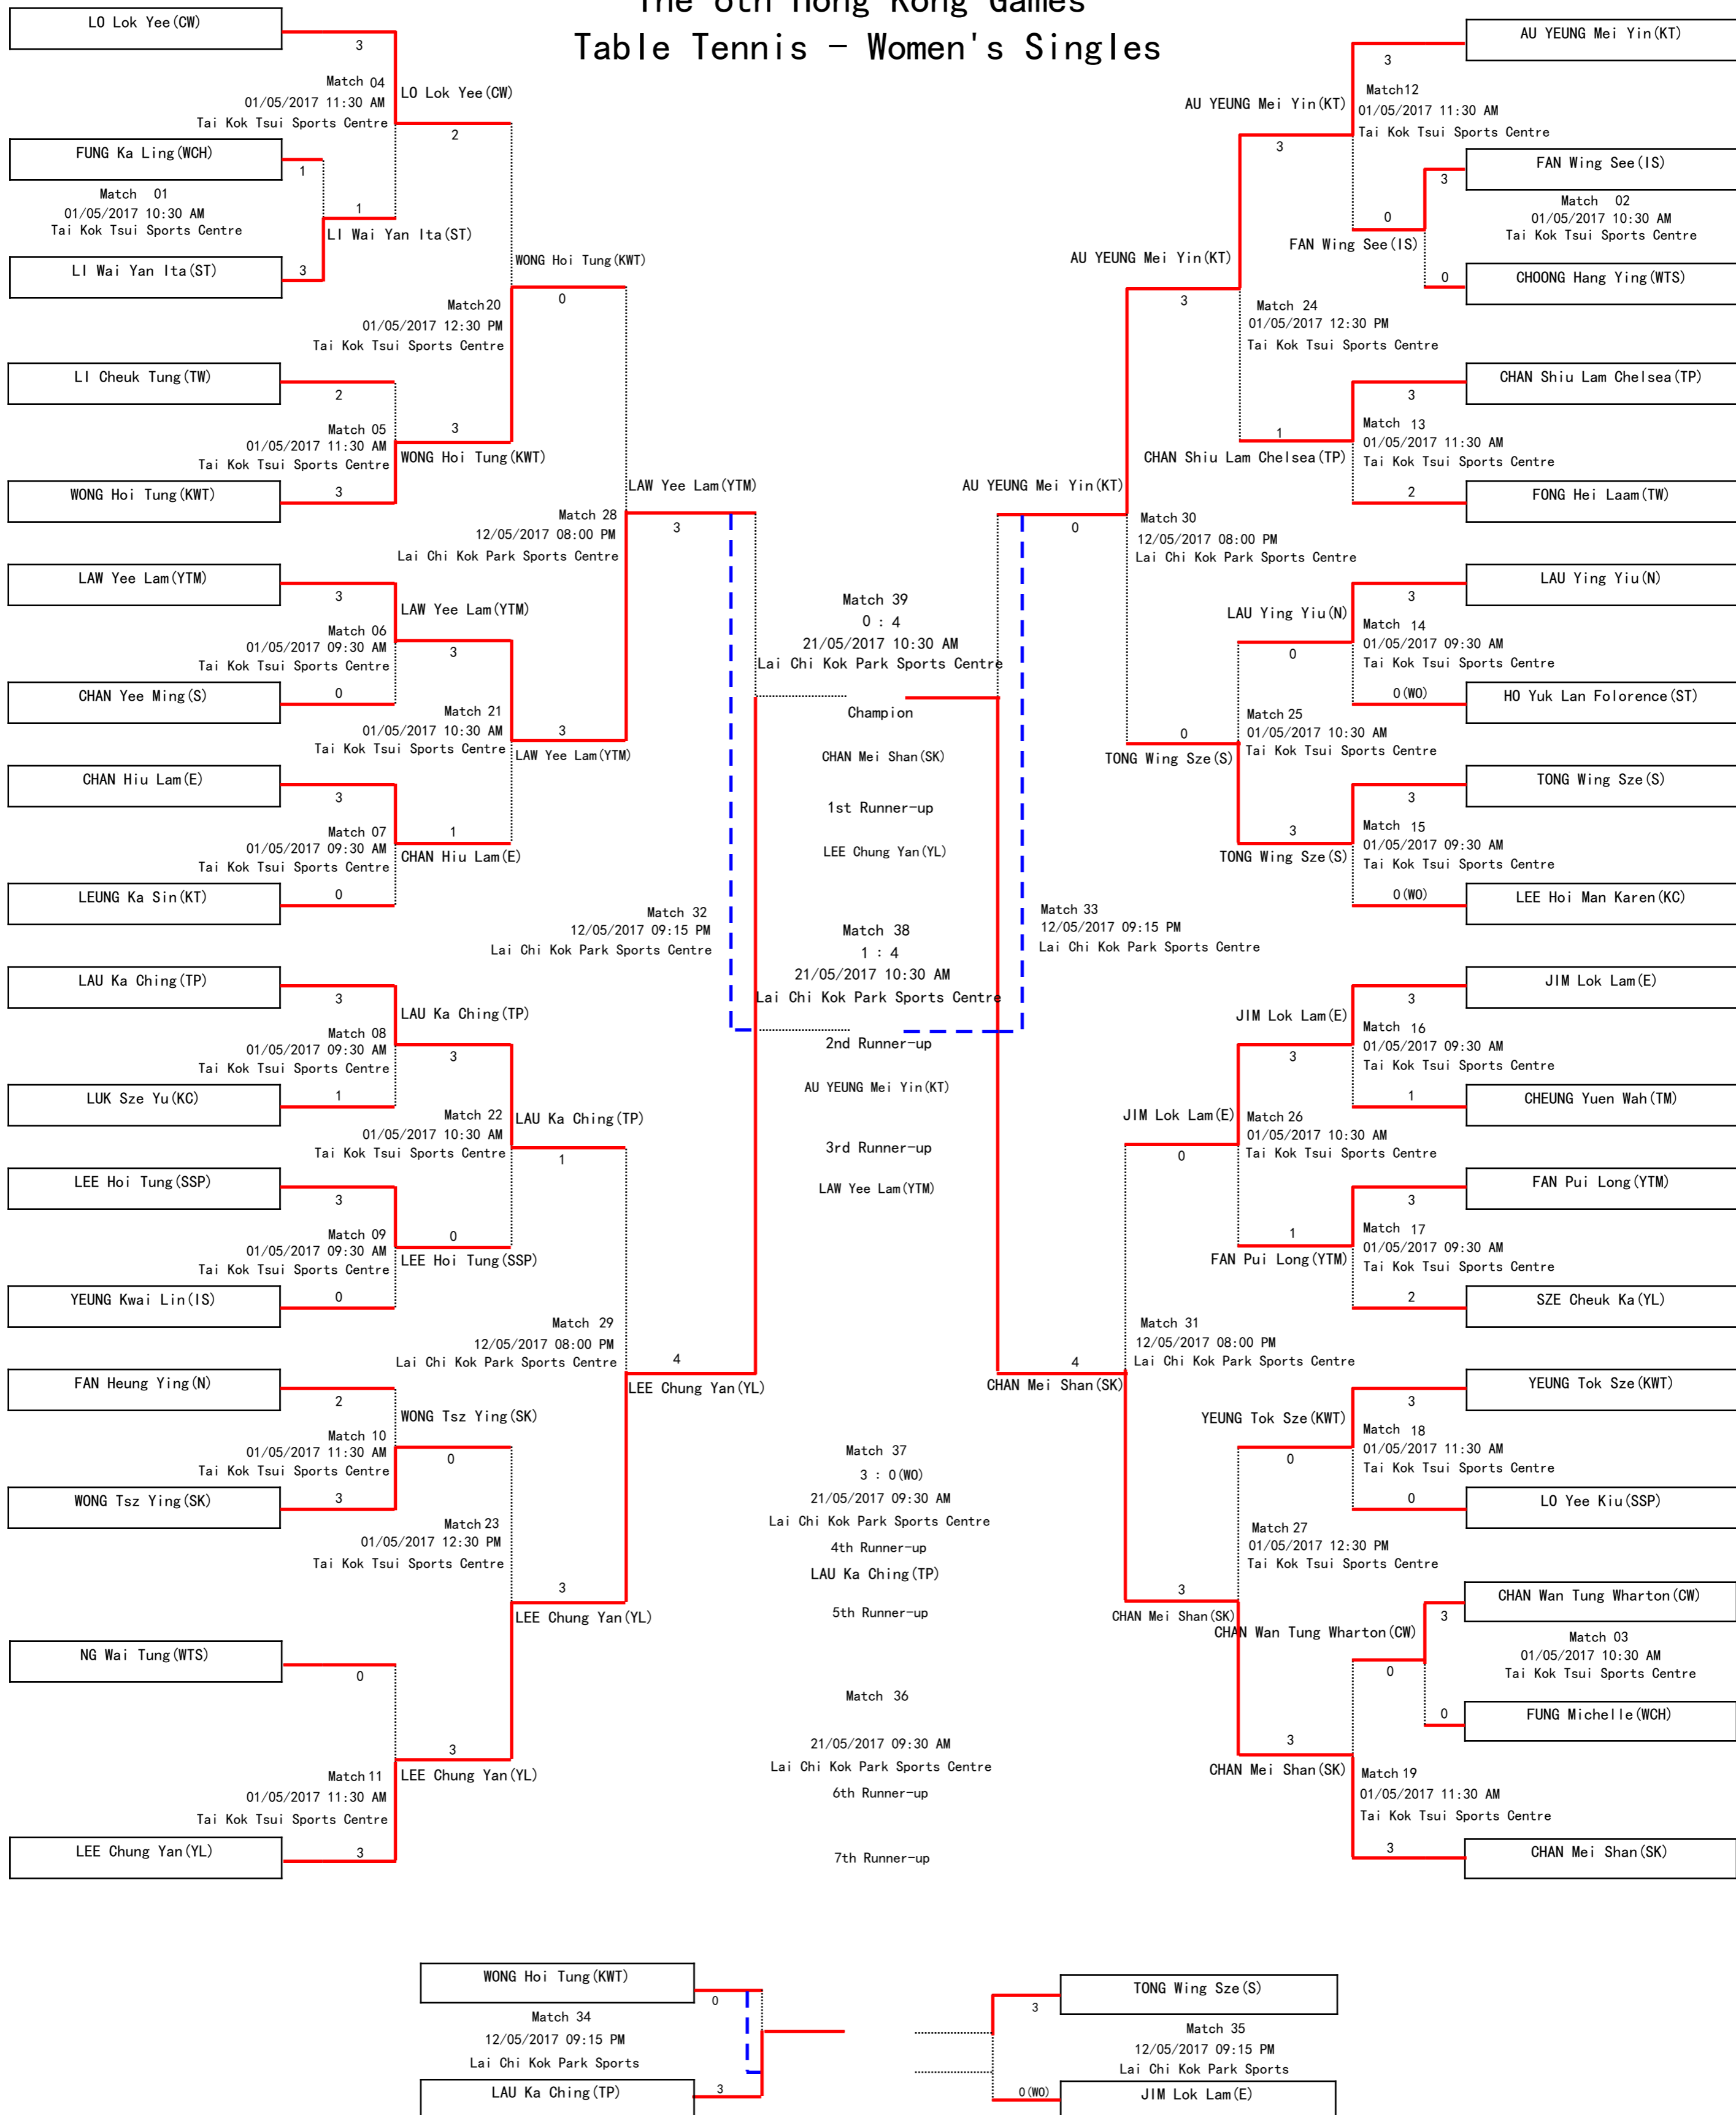 The 6th Hong Kong Games
Table Tennis - Women's Singles
LO Lok Yee(CW)
3
Match 04
01/05/2017 11:30 AM
Tai Kok Tsui Sports Centre
LO Lok Yee(CW)
2
FUNG Ka Ling(WCH)
1
Match 01
01/05/2017 10:30 AM
Tai Kok Tsui Sports Centre
1
LI Wai Yan Ita(ST)
LI Wai Yan Ita(ST)
3
WONG Hoi Tung(KWT)
0
Match 20
01/05/2017 12:30 PM
Tai Kok Tsui Sports Centre
LI Cheuk Tung(TW)
2
Match 05
01/05/2017 11:30 AM
Tai Kok Tsui Sports Centre
3
WONG Hoi Tung(KWT)
WONG Hoi Tung(KWT)
3
LAW Yee Lam(YTM)
3
Match 28
12/05/2017 08:00 PM
Lai Chi Kok Park Sports Centre
LAW Yee Lam(YTM)
3
LAW Yee Lam(YTM)
3
Match 06
01/05/2017 09:30 AM
Tai Kok Tsui Sports Centre
CHAN Yee Ming(S)
0
Match 21
01/05/2017 10:30 AM
Tai Kok Tsui Sports Centre
3
LAW Yee Lam(YTM)
CHAN Hiu Lam(E)
3
Match 07
01/05/2017 09:30 AM
Tai Kok Tsui Sports Centre
1
CHAN Hiu Lam(E)
LEUNG Ka Sin(KT)
0
Match 32
12/05/2017 09:15 PM
Lai Chi Kok Park Sports Centre
LAU Ka Ching(TP)
3
LAU Ka Ching(TP)
3
Match 08
01/05/2017 09:30 AM
Tai Kok Tsui Sports Centre
LUK Sze Yu(KC)
1
Match 22
01/05/2017 10:30 AM
Tai Kok Tsui Sports Centre
LAU Ka Ching(TP)
1
LEE Hoi Tung(SSP)
3
Match 09
01/05/2017 09:30 AM
Tai Kok Tsui Sports Centre
0
LEE Hoi Tung(SSP)
YEUNG Kwai Lin(IS)
0
Match 29
12/05/2017 08:00 PM
Lai Chi Kok Park Sports Centre
4
LEE Chung Yan(YL)
FAN Heung Ying(N)
2
WONG Tsz Ying(SK)
0
Match 10
01/05/2017 11:30 AM
Tai Kok Tsui Sports Centre
WONG Tsz Ying(SK)
3
Match 23
01/05/2017 12:30 PM
Tai Kok Tsui Sports Centre
3
LEE Chung Yan(YL)
NG Wai Tung(WTS)
0
3
Match 11
LEE Chung Yan(YL)
01/05/2017 11:30 AM
Tai Kok Tsui Sports Centre
LEE Chung Yan(YL)
3
Match 39
0 : 4
21/05/2017 10:30 AM
Lai Chi Kok Park Sports Centre
Champion
CHAN Mei Shan(SK)
1st Runner-up
LEE Chung Yan(YL)
Match 38
1 : 4
21/05/2017 10:30 AM
Lai Chi Kok Park Sports Centre
2nd Runner-up
AU YEUNG Mei Yin(KT)
3rd Runner-up
LAW Yee Lam(YTM)
Match 37
3 : 0(WO)
21/05/2017 09:30 AM
Lai Chi Kok Park Sports Centre
4th Runner-up
LAU Ka Ching(TP)
5th Runner-up
Match 36
21/05/2017 09:30 AM
Lai Chi Kok Park Sports Centre
6th Runner-up
7th Runner-up
AU YEUNG Mei Yin(KT)
3
AU YEUNG Mei Yin(KT)
3
Match12
01/05/2017 11:30 AM
Tai Kok Tsui Sports Centre
FAN Wing See(IS)
3
Match 02
01/05/2017 10:30 AM
Tai Kok Tsui Sports Centre
0
FAN Wing See(IS)
CHOONG Hang Ying(WTS)
0
AU YEUNG Mei Yin(KT)
3
Match 24
01/05/2017 12:30 PM
Tai Kok Tsui Sports Centre
CHAN Shiu Lam Chelsea(TP)
3
Match 13
01/05/2017 11:30 AM
Tai Kok Tsui Sports Centre
1
CHAN Shiu Lam Chelsea(TP)
FONG Hei Laam(TW)
2
AU YEUNG Mei Yin(KT)
0
Match 30
12/05/2017 08:00 PM
Lai Chi Kok Park Sports Centre
LAU Ying Yiu(N)
3
LAU Ying Yiu(N)
0
Match 14
01/05/2017 09:30 AM
Tai Kok Tsui Sports Centre
HO Yuk Lan Folorence(ST)
0(WO)
Match 25
01/05/2017 10:30 AM
Tai Kok Tsui Sports Centre
0
TONG Wing Sze(S)
TONG Wing Sze(S)
3
Match 15
01/05/2017 09:30 AM
Tai Kok Tsui Sports Centre
3
TONG Wing Sze(S)
LEE Hoi Man Karen(KC)
0(WO)
Match 33
12/05/2017 09:15 PM
Lai Chi Kok Park Sports Centre
JIM Lok Lam(E)
3
JIM Lok Lam(E)
3
Match 16
01/05/2017 09:30 AM
Tai Kok Tsui Sports Centre
CHEUNG Yuen Wah(TM)
1
JIM Lok Lam(E)
0
Match 26
01/05/2017 10:30 AM
Tai Kok Tsui Sports Centre
FAN Pui Long(YTM)
3
Match 17
01/05/2017 09:30 AM
Tai Kok Tsui Sports Centre
1
FAN Pui Long(YTM)
SZE Cheuk Ka(YL)
2
Match 31
12/05/2017 08:00 PM
Lai Chi Kok Park Sports Centre
4
CHAN Mei Shan(SK)
YEUNG Tok Sze(KWT)
3
YEUNG Tok Sze(KWT)
0
Match 18
01/05/2017 11:30 AM
Tai Kok Tsui Sports Centre
LO Yee Kiu(SSP)
0
Match 27
01/05/2017 12:30 PM
Tai Kok Tsui Sports Centre
3
CHAN Mei Shan(SK)
CHAN Wan Tung Wharton(CW)
3
CHAN Wan Tung Wharton(CW)
0
Match 03
01/05/2017 10:30 AM
Tai Kok Tsui Sports Centre
FUNG Michelle(WCH)
0
3
CHAN Mei Shan(SK)
Match 19
01/05/2017 11:30 AM
Tai Kok Tsui Sports Centre
CHAN Mei Shan(SK)
3
WONG Hoi Tung(KWT)
0
Match 34
12/05/2017 09:15 PM
Lai Chi Kok Park Sports
LAU Ka Ching(TP)
3
TONG Wing Sze(S)
3
Match 35
12/05/2017 09:15 PM
Lai Chi Kok Park Sports
0(WO)
JIM Lok Lam(E)